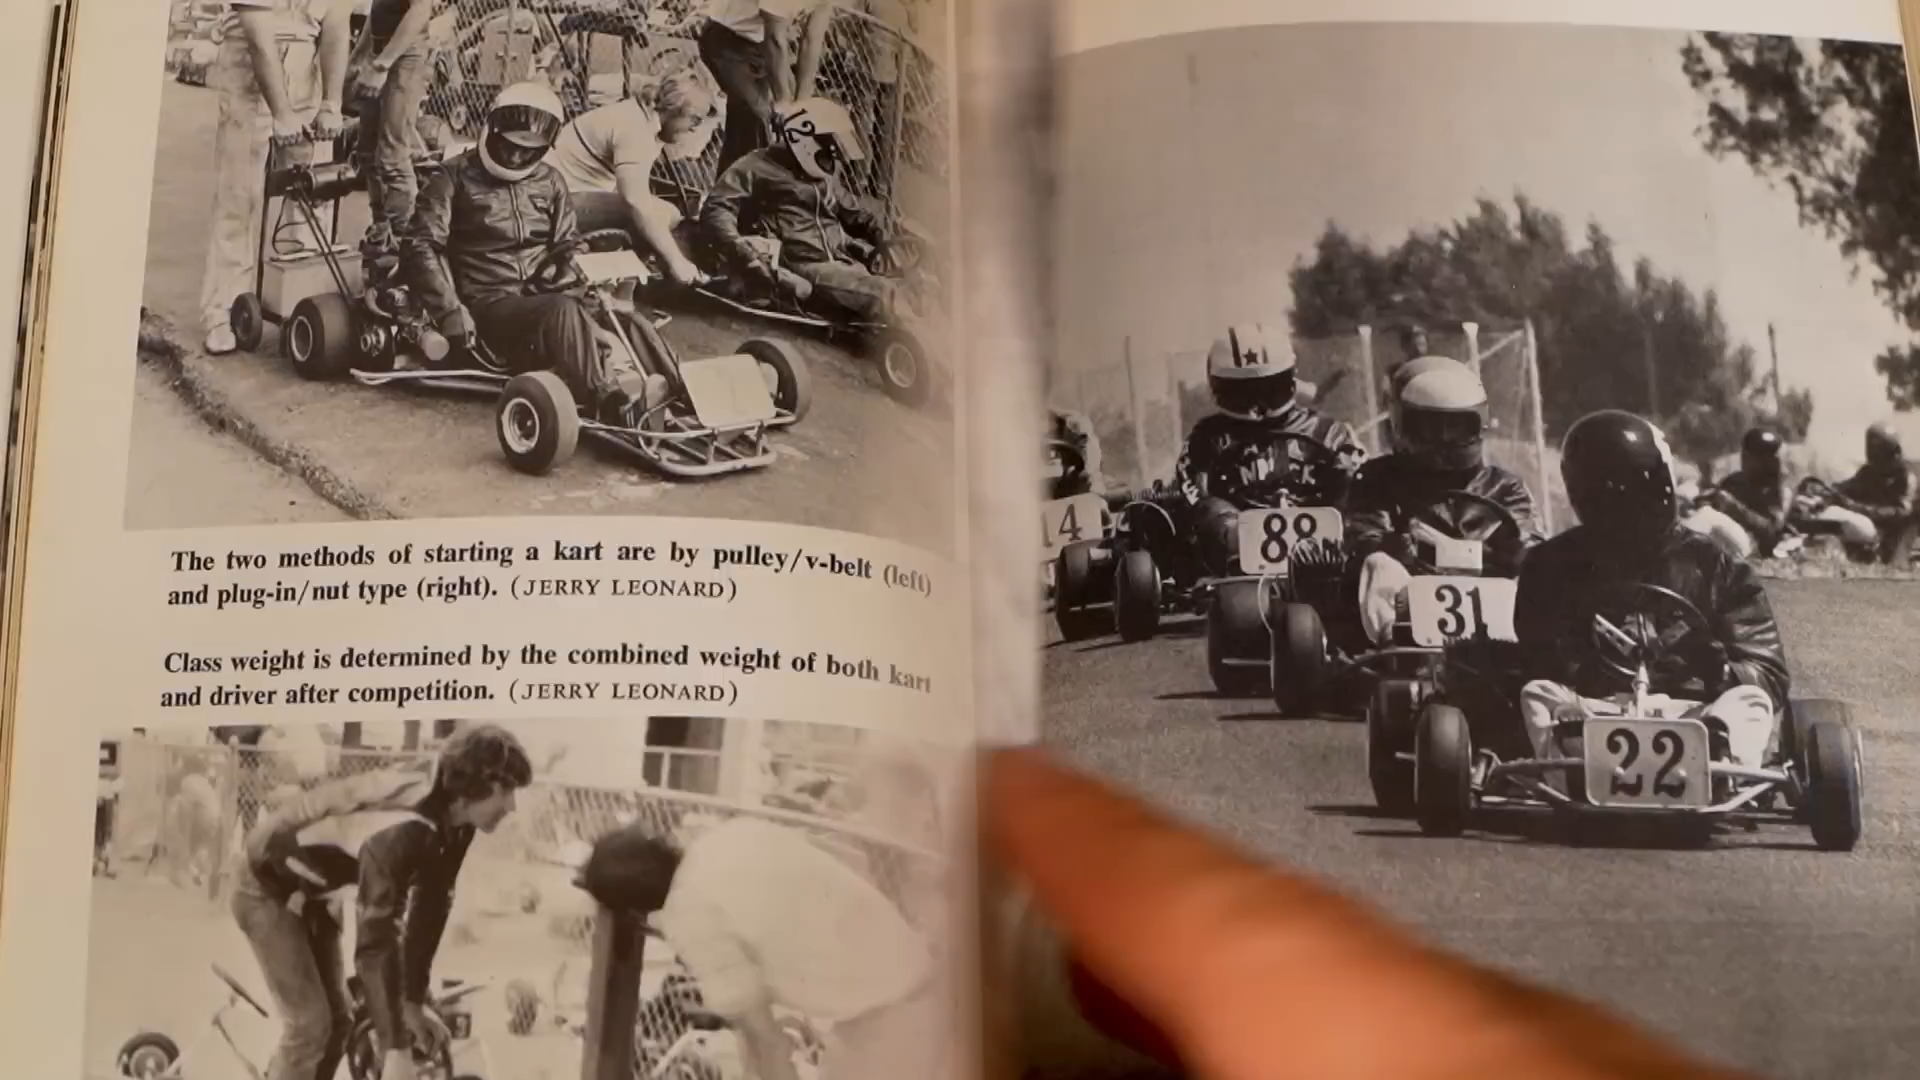 12
The two methods of starting a kart are by pulley/v-belt (left)
and plug-in/nut type (right). (JERRY LEONARD)
Class weight is determined by the combined weight of both kart
and driver after competition. (JERRY LEONARD)
14
88
31
22